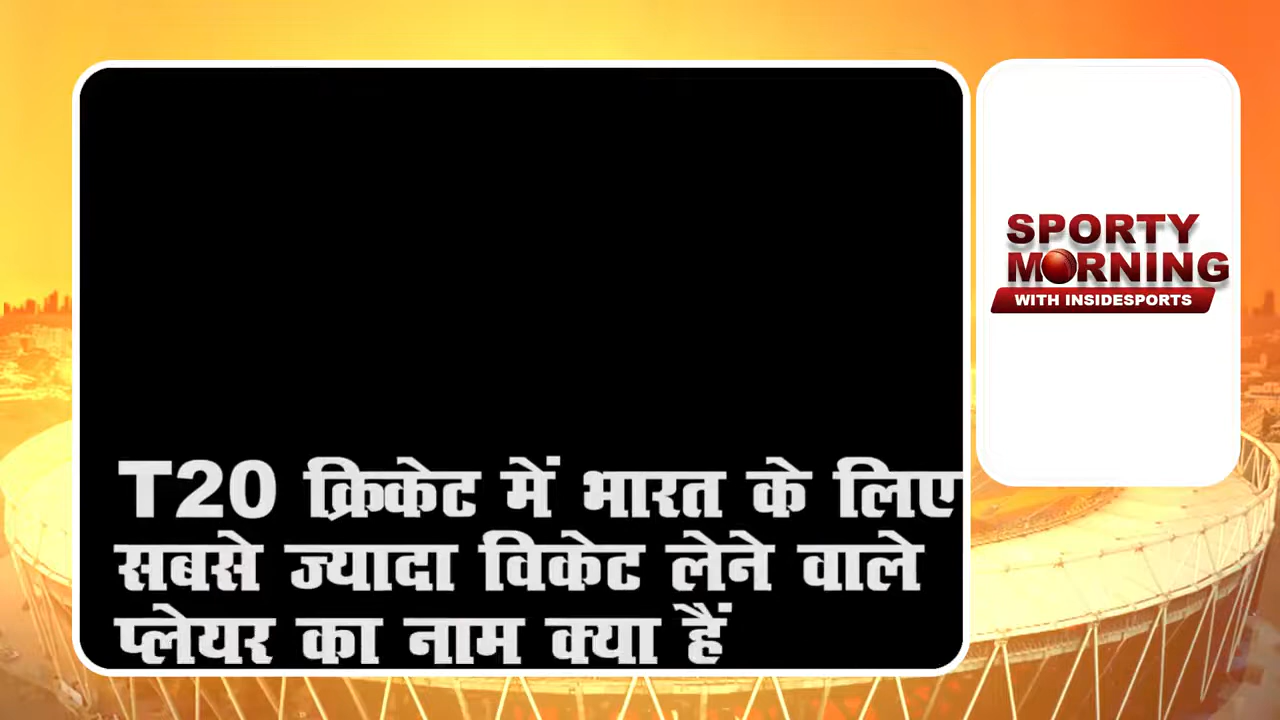 T20 क्रिकेट में भारत के लिए
सबसे ज्यादा विकेट लेने वाले
प्लेयर का नाम क्या हैं
SPORTY
MORNING
WITH INSIDESPORTS